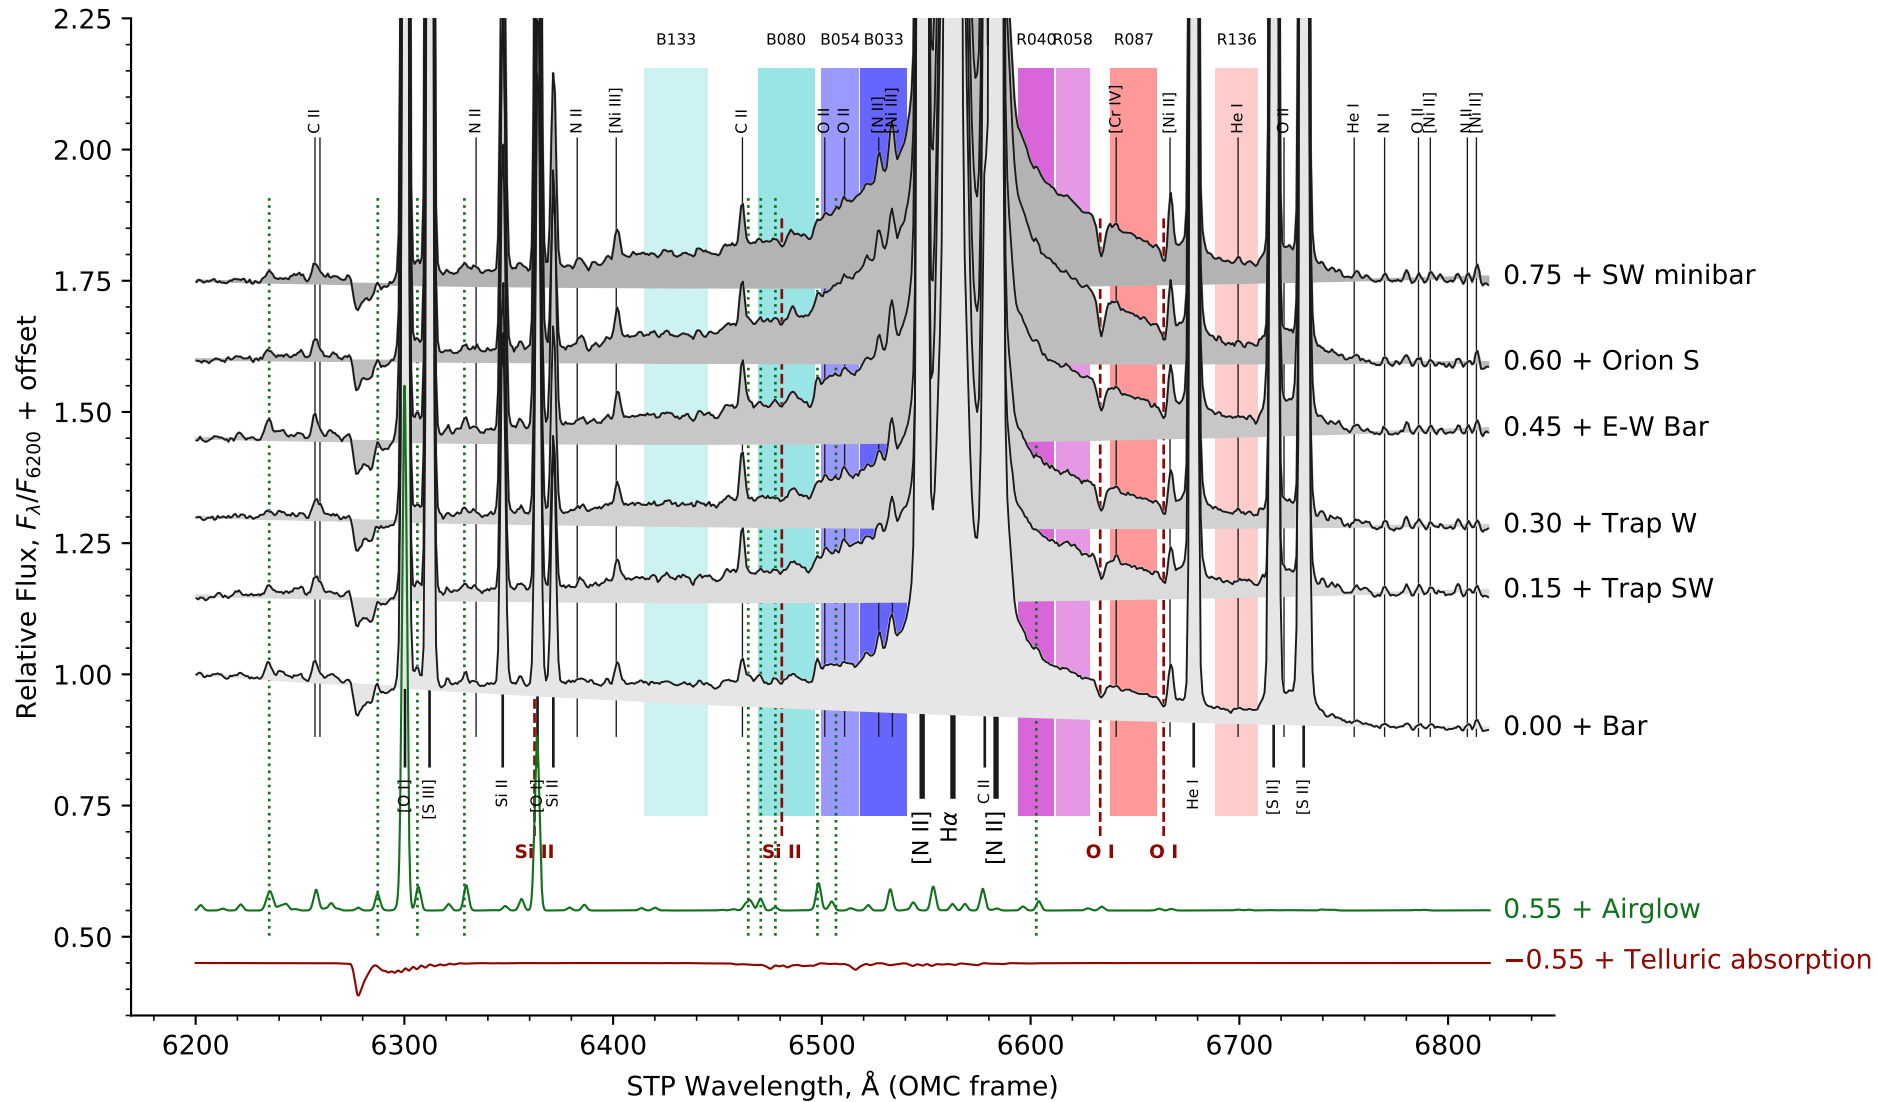 2.25
2.00
1.75
1.50
1.25
1.00
0.75
0.50
Relative Flux, Fλ/F6200 + offset
B133
B080
B054
B033
R040
R058
R087
R136
C II
N II
N II
[Ni III]
C II
O II
O II
[N II]
[Ni III]
[Cr IV]
[Ni II]
He I
O II
He I
N I
O II
[Ni II]
N II
[Ni II]
0.75 + SW minibar
0.60 + Orion S
0.45 + E-W Bar
0.30 + Trap W
0.15 + Trap SW
0.00 + Bar
[O I]
[S III]
Si II
[O I]
Si II
[N II]
Hα
C II
[N II]
He I
[S II]
[S II]
Si II
Si II
O I
O I
0.55 + Airglow
−0.55 + Telluric absorption
6200
6300
6400
6500
6600
6700
6800
STP Wavelength, Å (OMC frame)